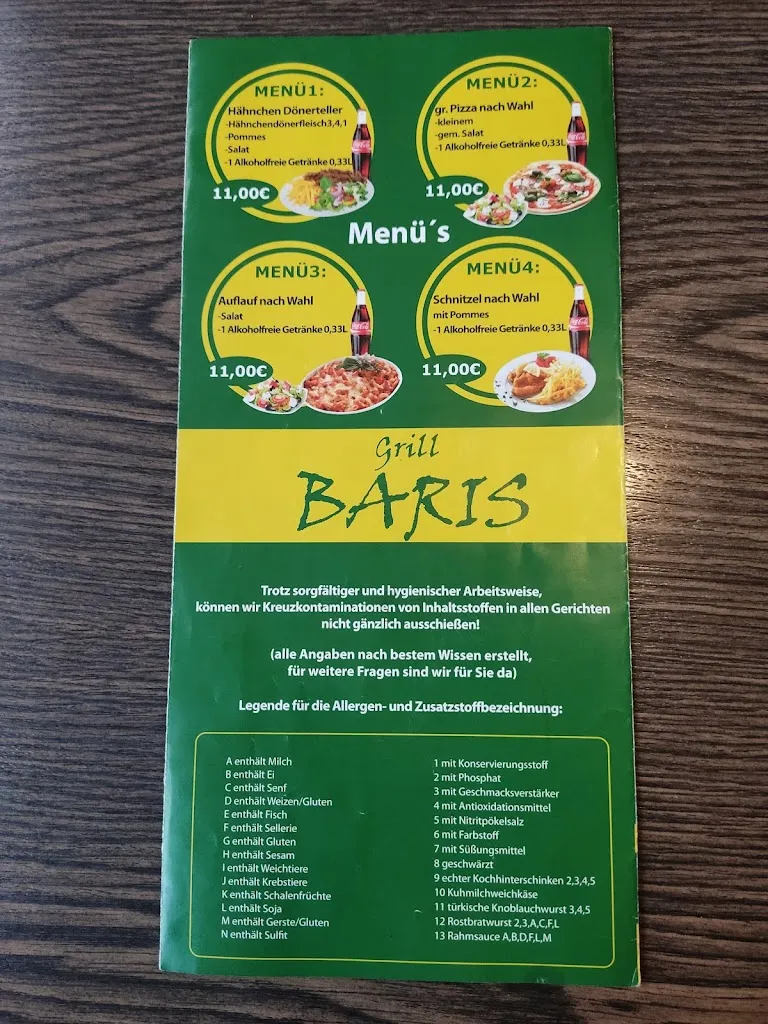 MENÜ1:
Hähnchen Dönerteller
-Hähnchendönerfleisch3,4,1
-Pommes
-Salat
-1 Alkoholfreie Getränke 0,33L
11,00€
MENÜ2:
gr. Pizza nach Wahl
-kleinem
-gem. Salat
-1 Alkoholfreie Getränke 0,33L
11,00€
Menü´s
MENÜ3:
Auflauf nach Wahl
-Salat
-1 Alkoholfreie Getränke 0,33L
11,00€
MENÜ4:
Schnitzel nach Wahl
mit Pommes
-1 Alkoholfreie Getränke 0,33L
11,00€
Grill
BARIS
Trotz sorgfältiger und hygienischer Arbeitsweise,
können wir Kreuzkontaminationen von Inhaltsstoffen in allen Gerichten
nicht gänzlich ausschießen!
(alle Angaben nach bestem Wissen erstellt,
für weitere Fragen sind wir für Sie da)
Legende für die Allergen- und Zusatzstoffbezeichnung:
A enthält Milch
B enthält Ei
C enthält Senf
D enthält Weizen/Gluten
E enthält Fisch
F enthält Sellerie
G enthält Gluten
H enthält Sesam
I enthält Weichtiere
J enthält Krebstiere
K enthält Schalenfrüchte
L enthält Soja
M enthält Gerste/Gluten
N enthält Sulfit
1 mit Konservierungsstoff
2 mit Phosphat
3 mit Geschmacksverstärker
4 mit Antioxidationsmittel
5 mit Nitritpökelsalz
6 mit Farbstoff
7 mit Süßungsmittel
8 geschwärzt
9 echter Kochhinterschinken 2,3,4,5
10 Kuhmilchweichkäse
11 türkische Knoblauchwurst 3,4,5
12 Rostbratwurst 2,3,A,C,F,L
13 Rahmsauce A,B,D,F,L,M